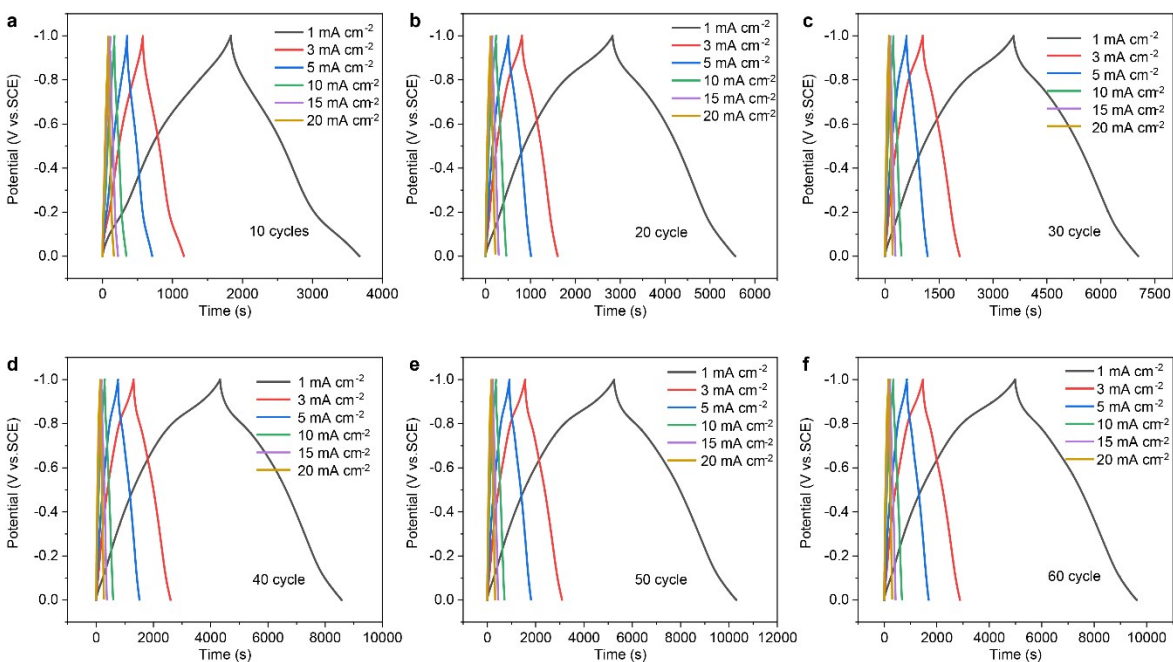 a
-1.0
-0.8
-0.6
-0.4
-0.2
0.0
Potential (V vs.SCE)
1 mA cm-2
3 mA cm-2
5 mA cm-2
10 mA cm-2
15 mA cm-2
20 mA cm-2
10 cycles
0 1000 2000 3000 4000
Time (s)
b
-1.0
-0.8
-0.6
-0.4
-0.2
0.0
Potential (V vs.SCE)
1 mA cm-2
3 mA cm-2
5 mA cm-2
10 mA cm-2
15 mA cm-2
20 mA cm-2
20 cycle
0 1000 2000 3000 4000 5000 6000
Time (s)
c
-1.0
-0.8
-0.6
-0.4
-0.2
0.0
Potential (V vs.SCE)
1 mA cm-2
3 mA cm-2
5 mA cm-2
10 mA cm-2
15 mA cm-2
20 mA cm-2
30 cycle
0 1500 3000 4500 6000 7500
Time (s)
d
-1.0
-0.8
-0.6
-0.4
-0.2
0.0
Potential (V vs.SCE)
1 mA cm-2
3 mA cm-2
5 mA cm-2
10 mA cm-2
15 mA cm-2
20 mA cm-2
40 cycle
0 2000 4000 6000 8000 10000
Time (s)
e
-1.0
-0.8
-0.6
-0.4
-0.2
0.0
Potential (V vs.SCE)
1 mA cm-2
3 mA cm-2
5 mA cm-2
10 mA cm-2
15 mA cm-2
20 mA cm-2
50 cycle
0 2000 4000 6000 8000 10000 12000
Time (s)
f
-1.0
-0.8
-0.6
-0.4
-0.2
0.0
Potential (V vs.SCE)
1 mA cm-2
3 mA cm-2
5 mA cm-2
10 mA cm-2
15 mA cm-2
20 mA cm-2
60 cycle
0 2000 4000 6000 8000 10000
Time (s)